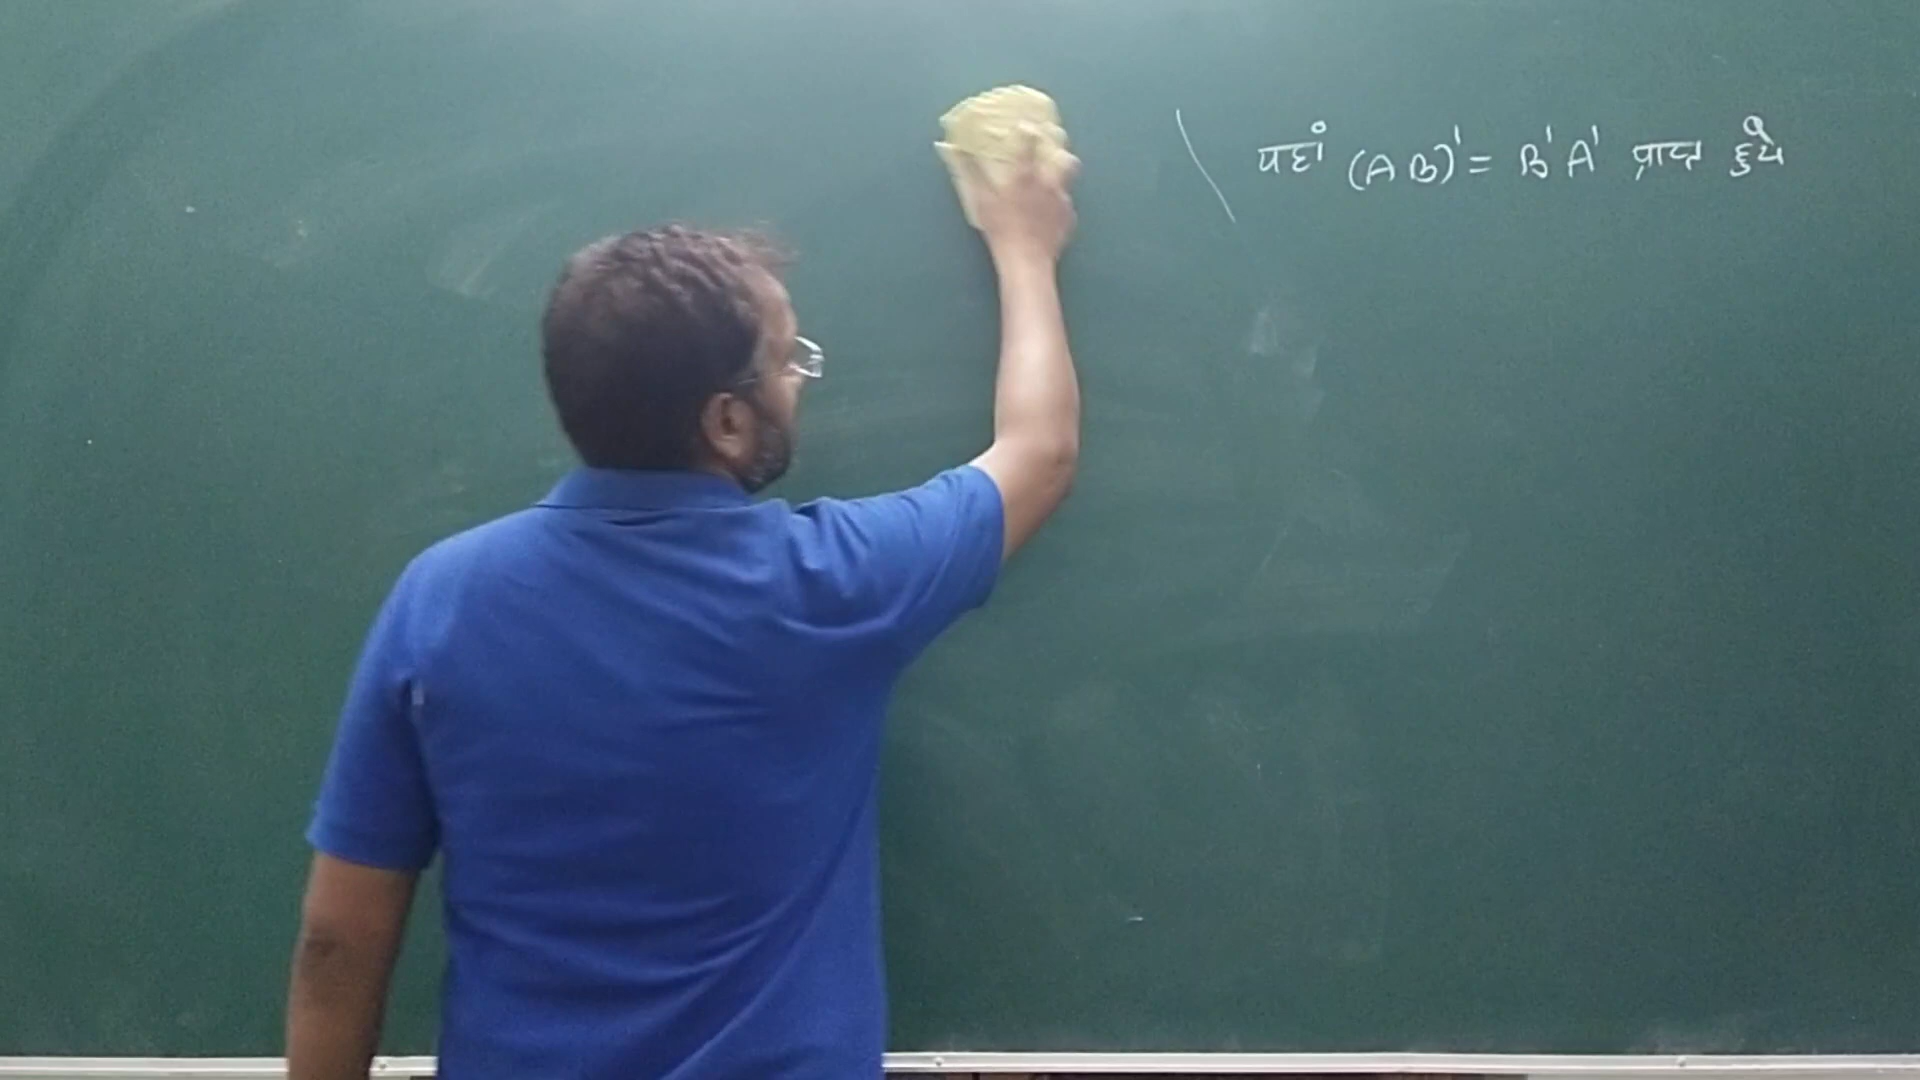 यहां (AB)' = B'A' प्राप्त हुये